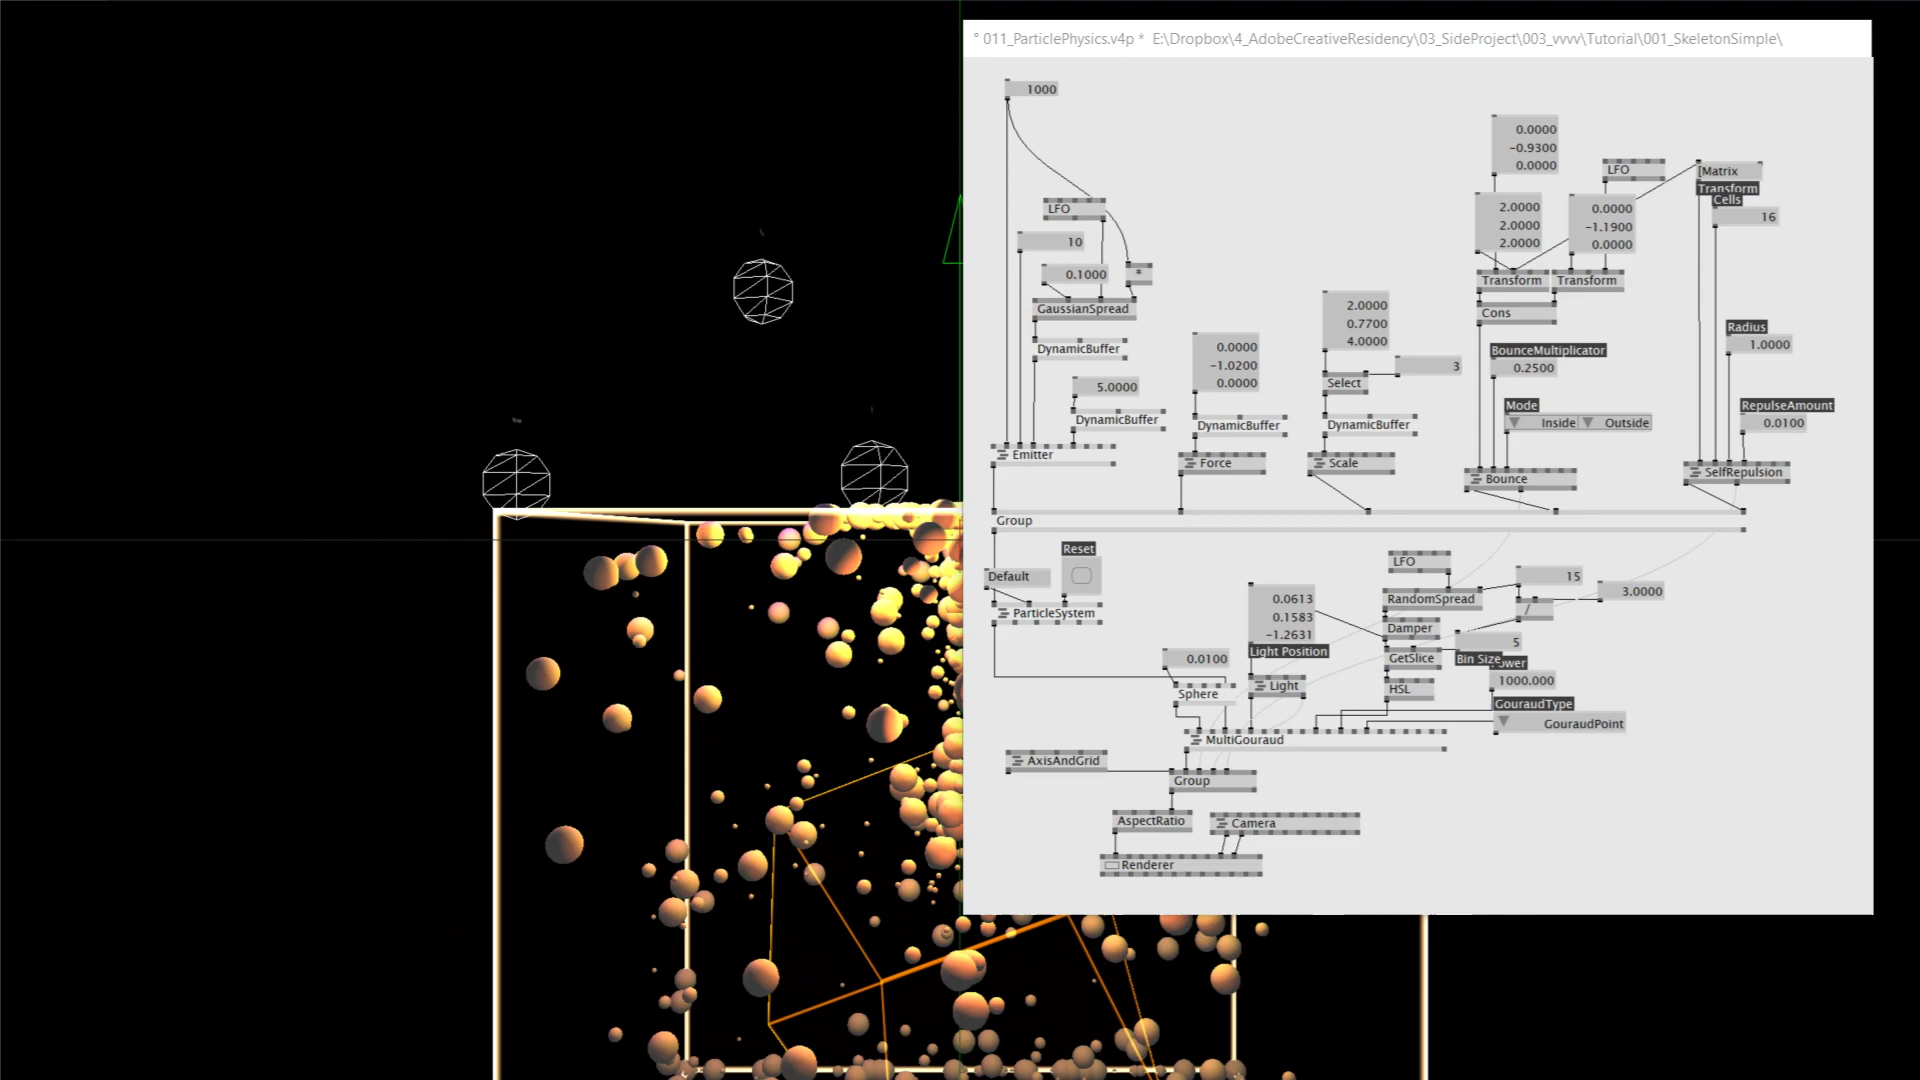 ° 011_ParticlePhysics.v4p * E:\Dropbox\4_AdobeCreativeResidency\03_SideProject\003_vvvv\Tutorial\001_SkeletonSimple\
1000
LFO
10
0.1000
*
GaussianSpread
DynamicBuffer
5.0000
DynamicBuffer
Emitter
0.0000
-1.0200
0.0000
DynamicBuffer
Force
2.0000
0.7700
4.0000
3
Select
DynamicBuffer
Scale
0.0000
-0.9300
0.0000
LFO
2.0000
2.0000
2.0000
0.0000
-1.1900
0.0000
Transform
Transform
Cons
BounceMultiplicator
0.2500
Mode
Inside
Outside
Bounce
[Matrix
Transform
Cells
16
Radius
1.0000
RepulseAmount
0.0100
SelfRepulsion
Group
Reset
Default
ParticleSystem
0.0613
0.1583
-1.2631
Light Position
LFO
RandomSpread
15
/
3.0000
Damper
5
GetSlice
Bin Size
HSL
1000.000
GouraudType
GouraudPoint
0.0100
Sphere
Light
MultiGouraud
AxisAndGrid
Group
AspectRatio
Camera
Renderer